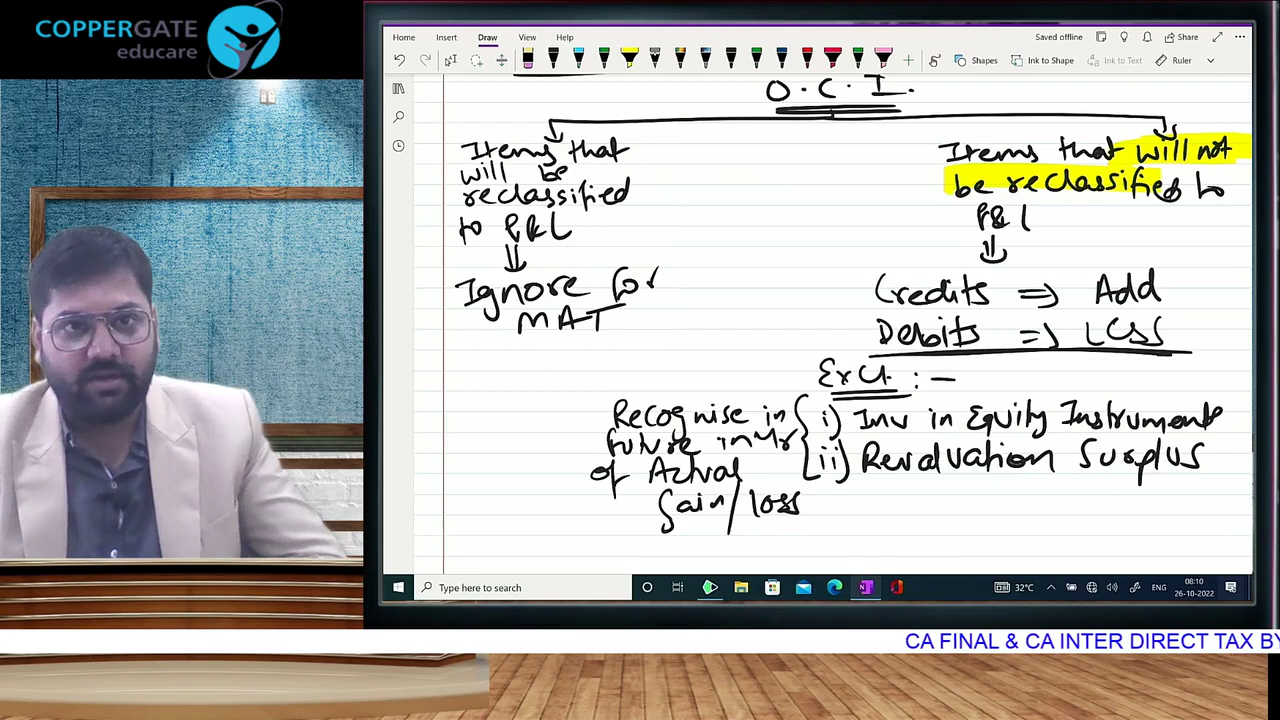 COPPERGATE
educare
Home Insert Draw View Help
Saved offline
Share
Shapes
Ink to Shape
Ink to Text
Ruler
O.C.I.
Items that
will be
reclassified
to P&L
Ignore for
MAT
Items that will not
be reclassified to
P&L
Credits ⇒ Add
Debits ⇒ Less
:—
i) Inv in Equity Instruments
ii) Revaluation Surplus
Recognise in
future in Yr
of Actual
Gain/loss
Type here to search
32°C
ENG
08:10
26-10-2022
CA FINAL & CA INTER DIRECT TAX BY